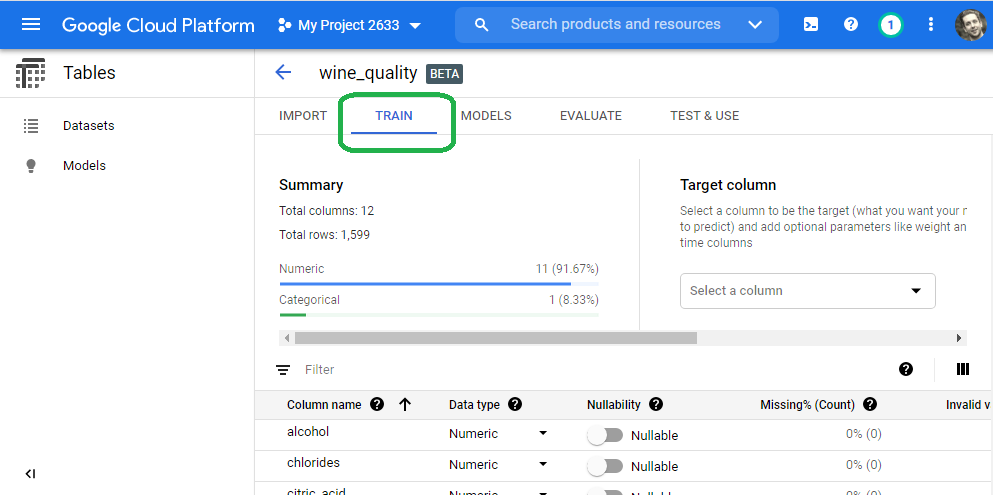 Google Cloud Platform My Project 2633 Search products and resources 1
Tables
wine_quality BETA
Datasets
Models
IMPORT TRAIN MODELS EVALUATE TEST & USE
Summary
Total columns: 12
Total rows: 1,599
Numeric 11 (91.67%)
Categorical 1 (8.33%)
Target column
Select a column to be the target (what you want your
to predict) and add optional parameters like weight an
time columns
Select a column
Filter
Column name Data type Nullability Missing% (Count) Invalid v
alcohol Numeric Nullable 0% (0)
chlorides Numeric Nullable 0% (0)
citric_acid Numeric Nullable 0% (0)